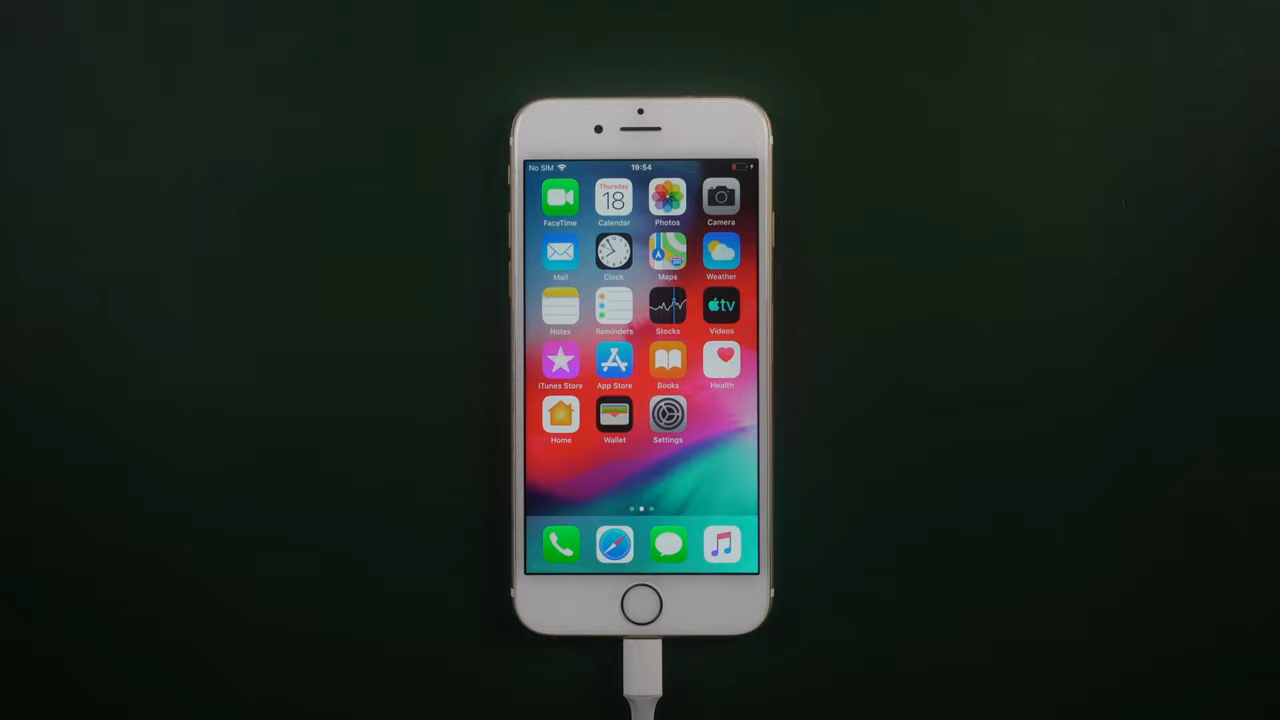 No SIM 19:54
Thursday
18
FaceTime Calendar Photos Camera
Mail Clock Maps Weather
tv
Notes Reminders Stocks Videos
iTunes Store App Store Books Health
Home Wallet Settings